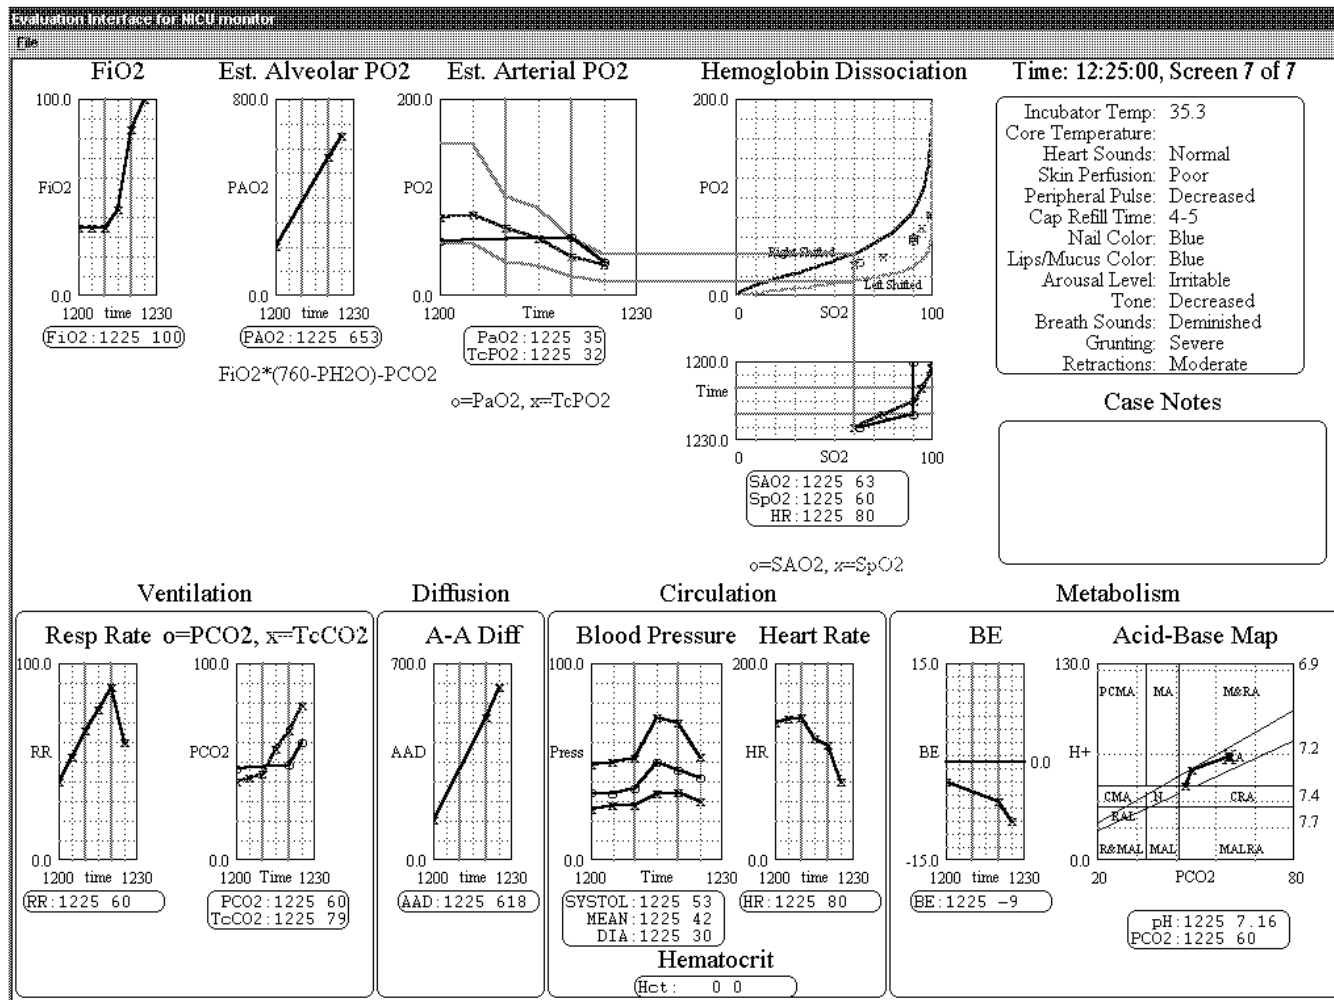 Evaluation Interface for NICU monitor
File
FiO2
Est. Alveolar PO2
Est. Arterial PO2
Hemoglobin Dissociation
Time: 12:25:00, Screen 7 of 7
100.0
FiO2
0.0
1200 time 1230
FiO2:1225 100
800.0
PAO2
0.0
1200 time 1230
PAO2:1225 653
FiO2*(760-PH2O)-PCO2
200.0
PO2
0.0
1200 Time 1230
PaO2:1225 35
TcPO2:1225 32
o=PaO2, x=TcPO2
200.0
PO2
0.0
Right Shifted
Left Shifted
0 SO2 100
1200.0
Time
1230.0
0 SO2 100
SAO2:1225 63
SpO2:1225 60
HR:1225 80
o=SAO2, x=SpO2
Incubator Temp: 35.3
Core Temperature:
Heart Sounds: Normal
Skin Perfusion: Poor
Peripheral Pulse: Decreased
Cap Refill Time: 4-5
Nail Color: Blue
Lips/Mucus Color: Blue
Arousal Level: Irritable
Tone: Decreased
Breath Sounds: Deminished
Grunting: Severe
Retractions: Moderate
Case Notes
Ventilation
Resp Rate
o=PCO2, x=TcCO2
100.0
RR
0.0
1200 time 1230
RR:1225 60
100.0
PCO2
0.0
1200 time 1230
PCO2:1225 60
TcCO2:1225 79
Diffusion
A-A Diff
700.0
AAD
0.0
1200 time 1230
AAD:1225 618
Circulation
Blood Pressure
Heart Rate
100.0
Press
0.0
1200 Time 1230
SYSTOL:1225 53
MEAN:1225 42
DIA:1225 30
200.0
HR
0.0
1200 time 1230
HR:1225 80
Hematocrit
Hct: 0 0
Metabolism
BE
Acid-Base Map
15.0
BE
0.0
-15.0
1200 time 1230
BE:1225 -9
130.0
H+
0.0
6.9
7.2
7.4
7.7
PCMA MA M&RA
CMA N CRA
RAL
R&MAL MAL MALRA
20 PCO2 80
pH:1225 7.16
PCO2:1225 60